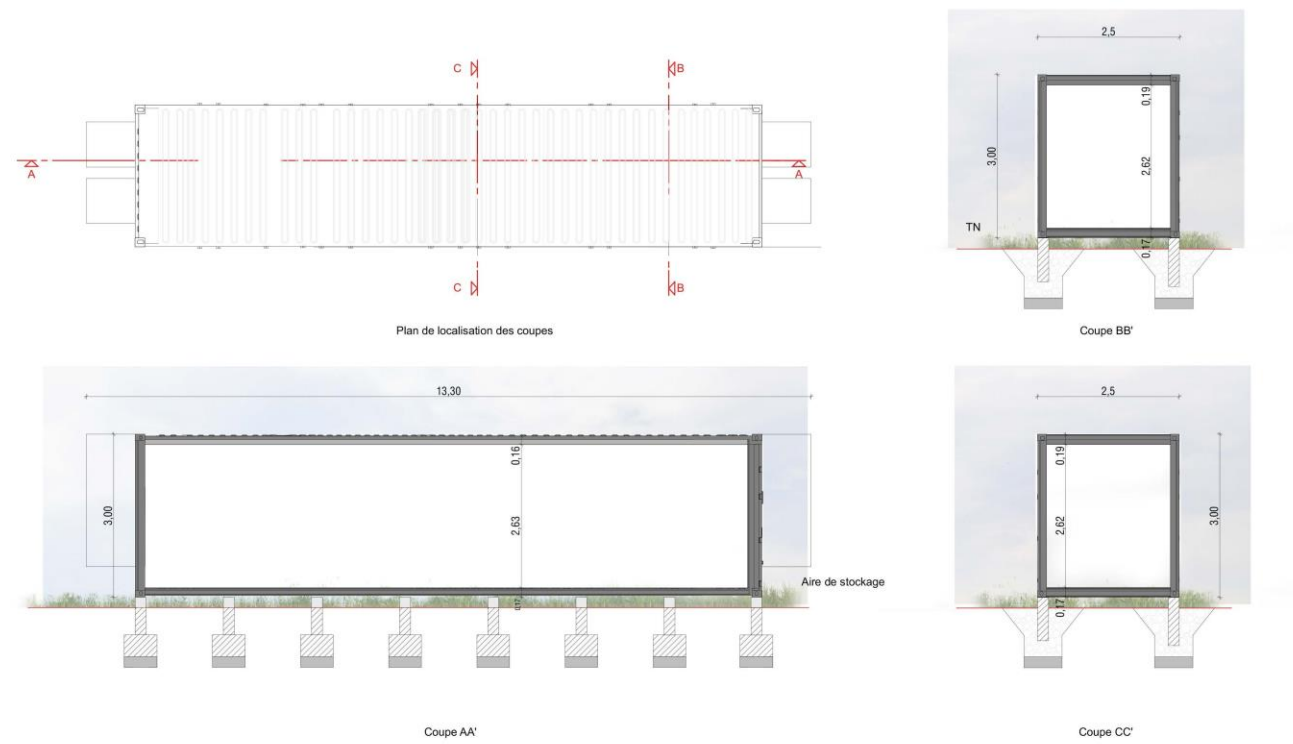 C
B
A
A
C
B
Plan de localisation des coupes
2,5
3,00
0,19
2,62
0,17
TN
Coupe BB'
13,30
3,00
0,16
2,63
0,17
Aire de stockage
Coupe AA'
2,5
0,19
2,62
0,17
3,00
Coupe CC'